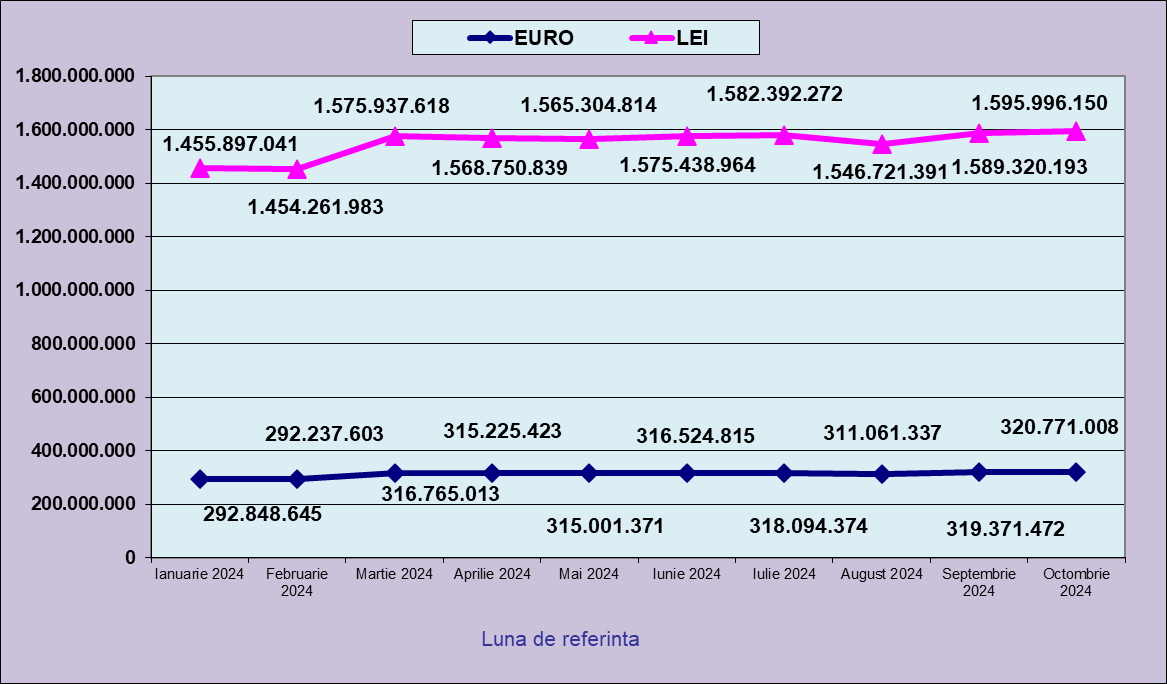 EURO LEI
1.800.000.000
1.600.000.000
1.400.000.000
1.200.000.000
1.000.000.000
800.000.000
600.000.000
400.000.000
200.000.000
0
1.455.897.041
1.454.261.983
1.575.937.618
1.568.750.839
1.565.304.814
1.575.438.964
1.582.392.272
1.546.721.391
1.589.320.193
1.595.996.150
292.848.645
292.237.603
316.765.013
315.225.423
315.001.371
316.524.815
318.094.374
311.061.337
319.371.472
320.771.008
Ianuarie 2024
Februarie
2024
Martie 2024
Aprilie 2024
Mai 2024
Iunie 2024
Iulie 2024
August 2024
Septembrie
2024
Octombrie
2024
Luna de referinta